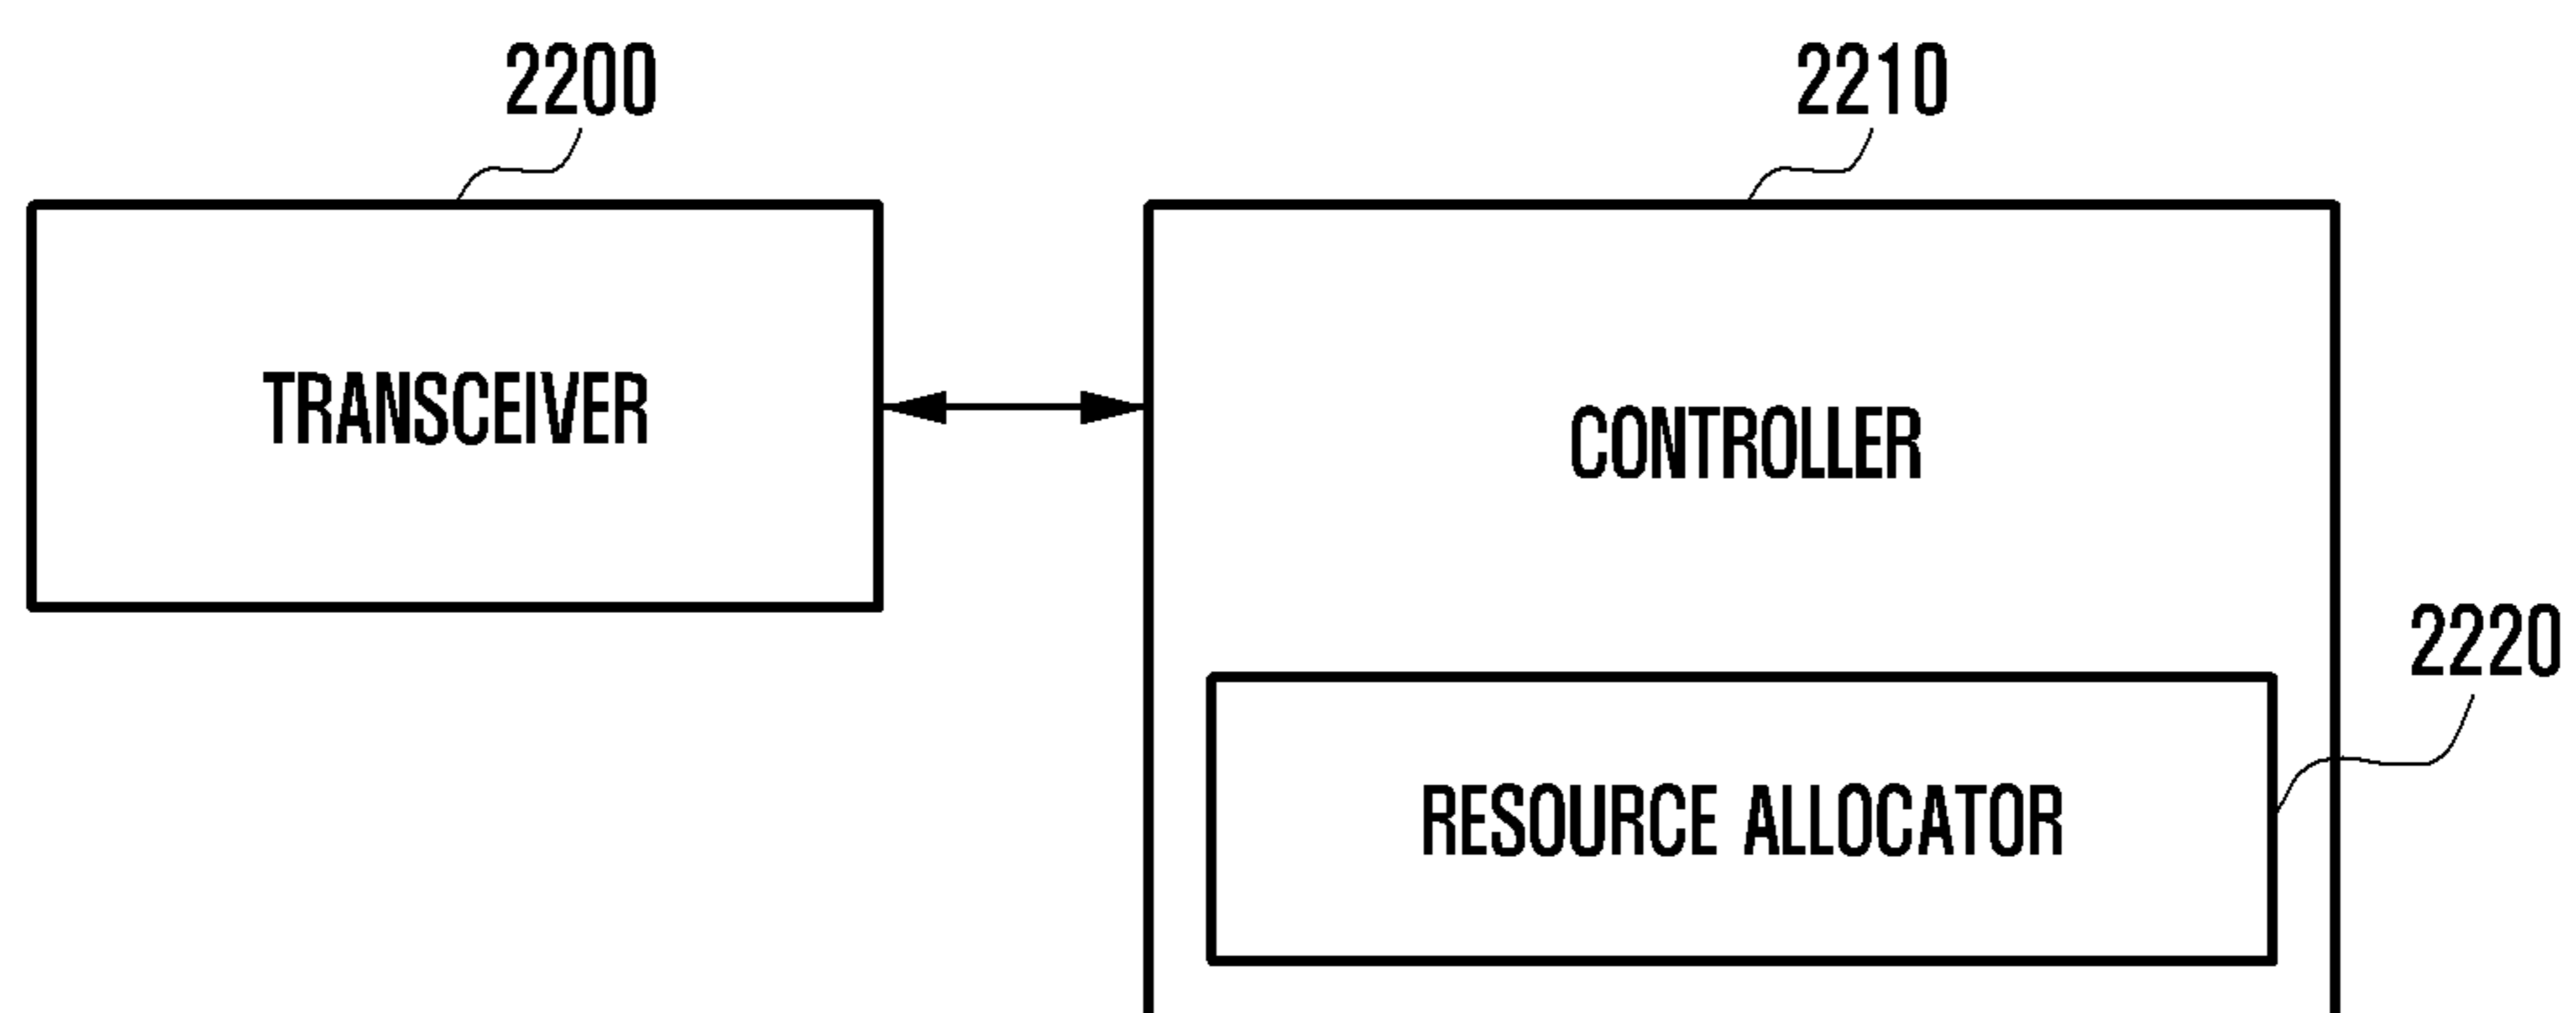 2200
2210
TRANSCEIVER
CONTROLLER
2220
RESOURCE ALLOCATOR